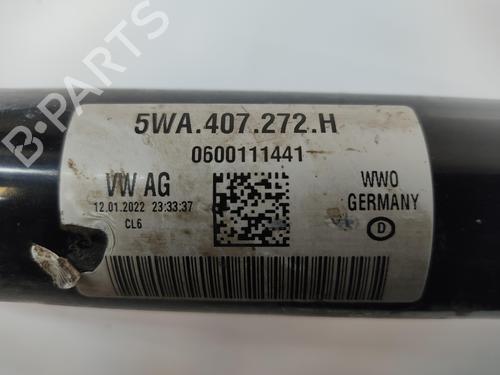 5WA.407.272.H
0600111441
VW AG
12.01.2022 23:33:37
CL6
WWO
GERMANY
D
B-PARTS